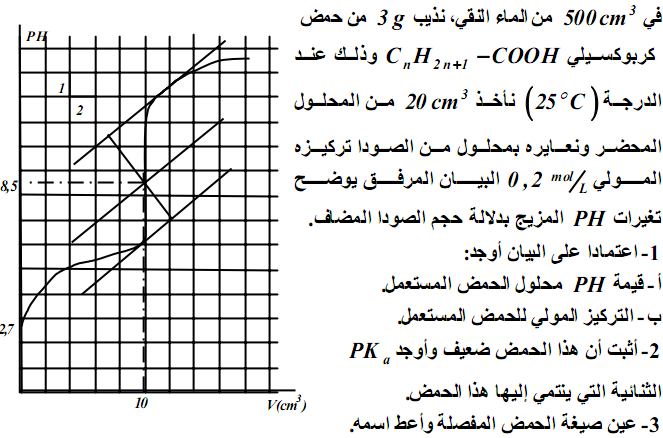 في 500 cm³ من الماء النقي، نذيب 3 g من حمض
كربوكسيلي CₙH₂ₙ₊₁ –COOH وذلك عند
الدرجة (25°C) نأخذ 20 cm³ من المحلول
المحضر ونعايره بمحلول من الصودا تركيزه
المولي 0,2 mol/L البيان المرفق يوضح
تغيرات PH المزيج بدلالة حجم الصودا المضاف.
1- اعتمادا على البيان أوجد:
أ- قيمة PH محلول الحمض المستعمل.
ب- التركيز المولي للحمض المستعمل.
2- أثبت أن هذا الحمض ضعيف وأوجد PKₐ
الثنائية التي ينتمي إليها هذا الحمض.
3- عين صيغة الحمض المفصلة وأعط اسمه.
PH
1
2
8,5
2,7
10
V(cm³)